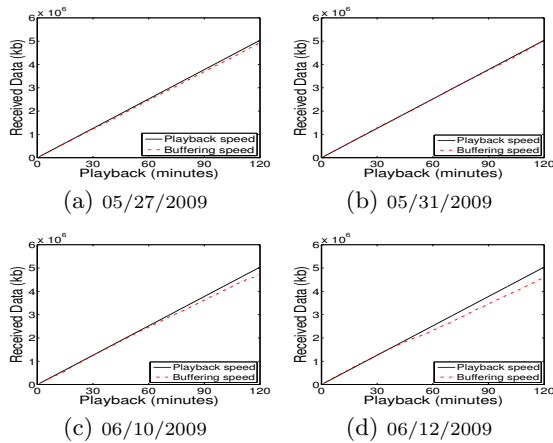 x 10^6
6
5
4
3
2
1
0
Received Data (kb)
Playback speed
Buffering speed
0 30 60 90 120
Playback (minutes)
(a) 05/27/2009
x 10^6
6
5
4
3
2
1
0
Received Data (kb)
Playback speed
Buffering speed
0 30 60 90 120
Playback (minutes)
(b) 05/31/2009
x 10^6
6
5
4
3
2
1
0
Received Data (kb)
Playback speed
Buffering speed
0 30 60 90 120
Playback (minutes)
(c) 06/10/2009
x 10^6
6
5
4
3
2
1
0
Received Data (kb)
Playback speed
Buffering speed
0 30 60 90 120
Playback (minutes)
(d) 06/12/2009